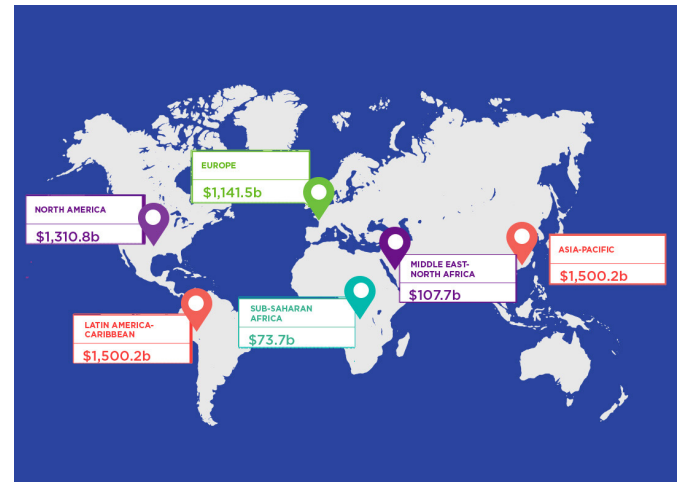 EUROPE
$1,141.5b
NORTH AMERICA
$1,310.8b
ASIA-PACIFIC
$1,500.2b
MIDDLE EAST-
NORTH AFRICA
$107.7b
SUB-SAHARAN
AFRICA
$73.7b
LATIN AMERICA-
CARIBBEAN
$1,500.2b